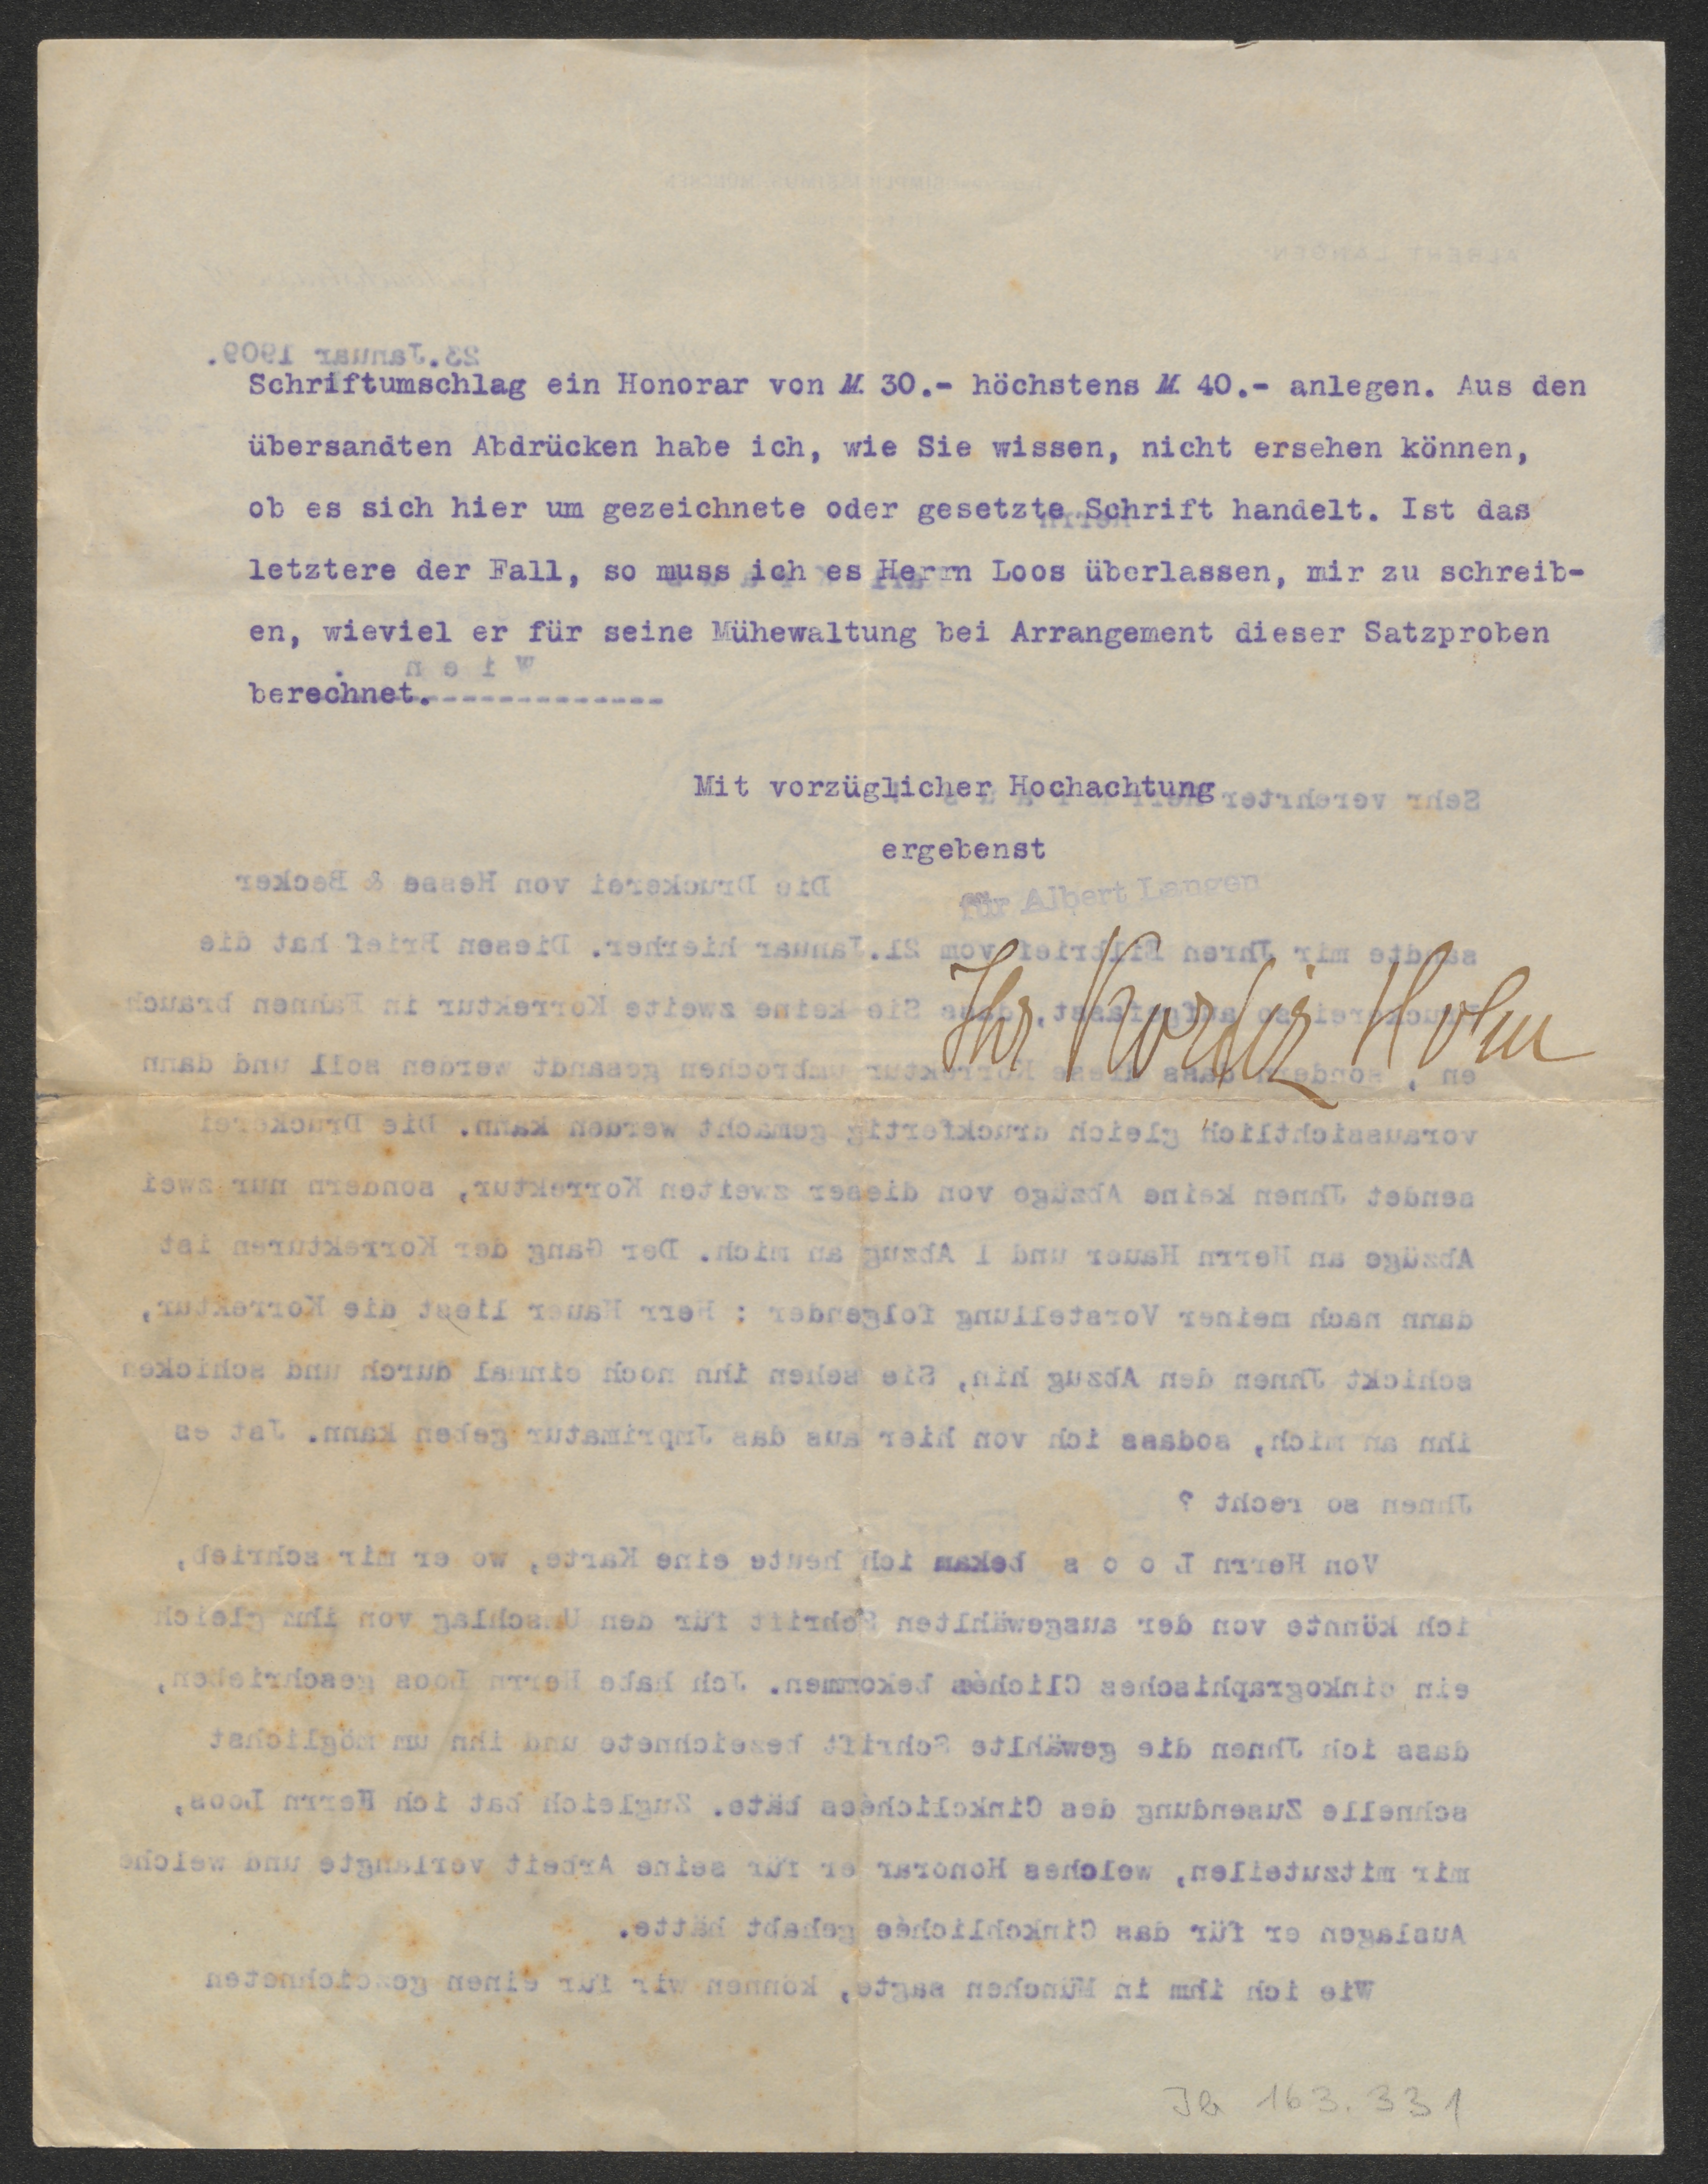 Schriftumschlag ein Honorar von M. 30.- höchstens M. 40.- anlegen. Aus den
übersandten Abdrücken habe ich, wie Sie wissen, nicht ersehen können,
ob es sich hier um gezeichnete oder gesetzte Schrift handelt. Ist das
letztere der Fall, so muss ich es Herrn Loos überlassen, mir zu schreib-
en, wieviel er für seine Mühewaltung bei Arrangement dieser Satzproben
berechnet.
Mit vorzüglicher Hochachtung
ergebenst
für Albert Langen
Ihr Korfiz Holm
Jb 163.331